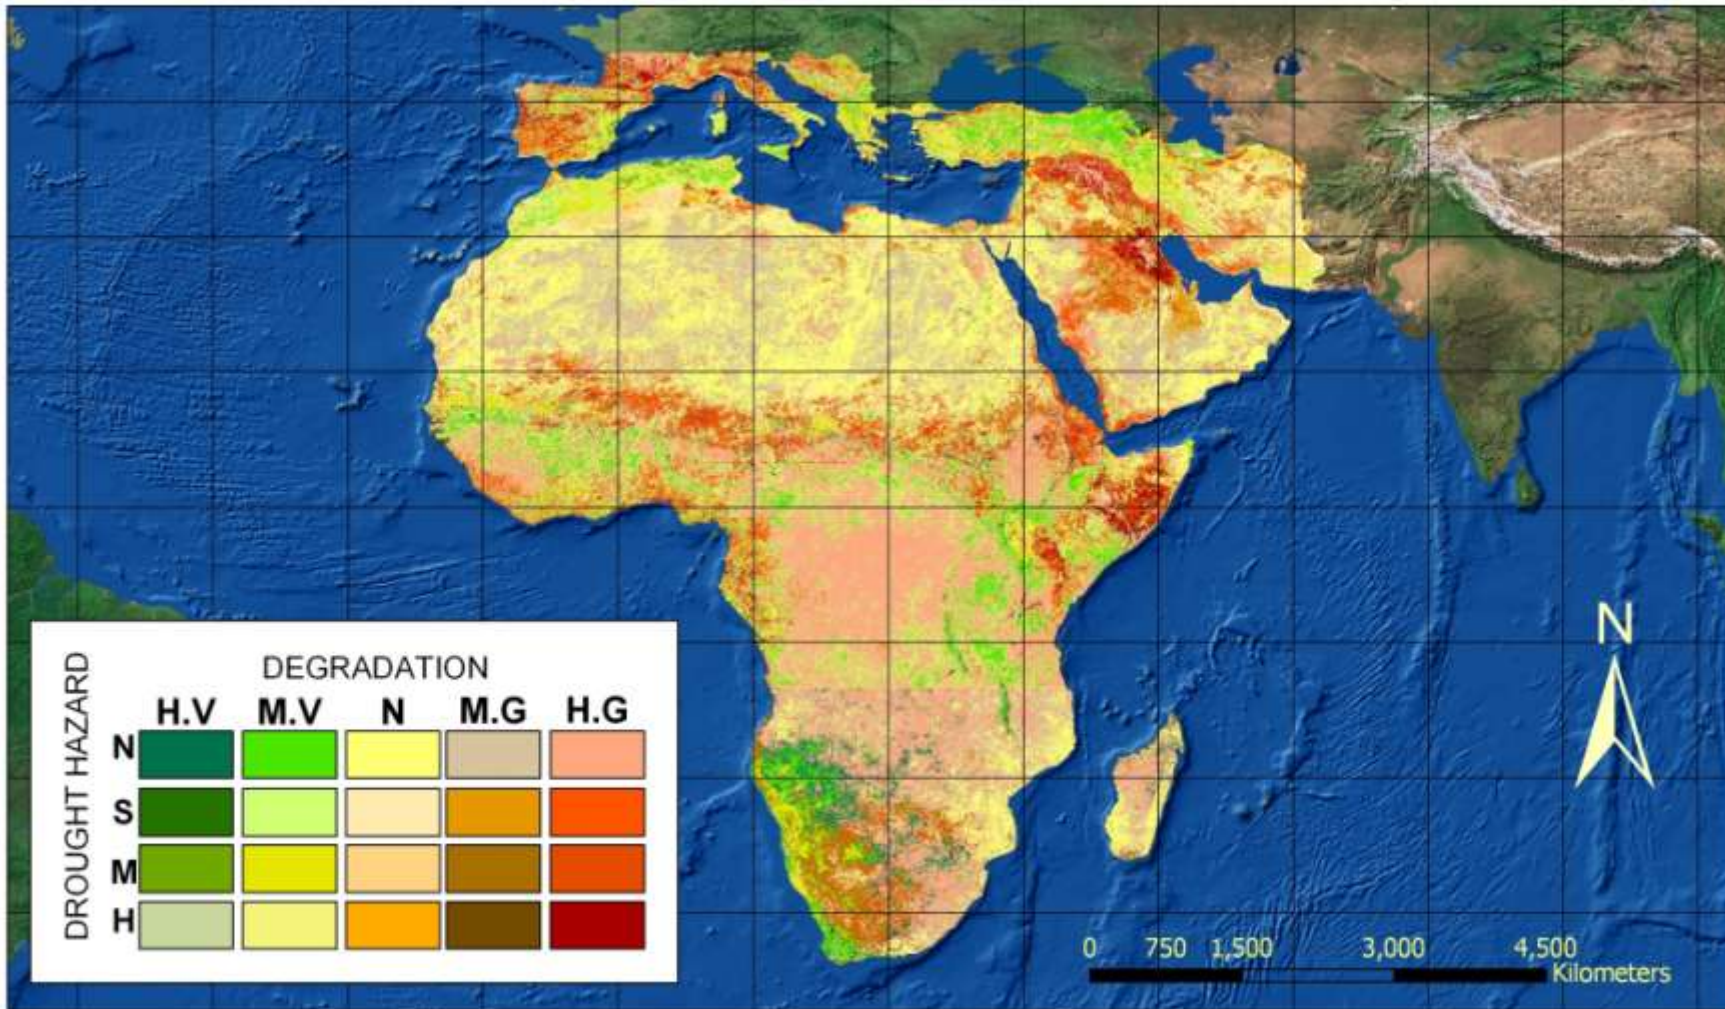 DEGRADATION
H.V M.V N M.G H.G
DROUGHT HAZARD
N
S
M
H
N
0 750 1,500 3,000 4,500
Kilometers